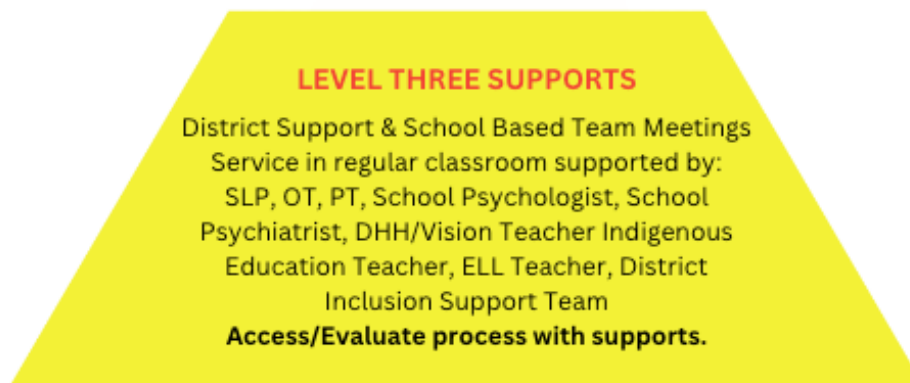 LEVEL THREE SUPPORTS
District Support & School Based Team Meetings
Service in regular classroom supported by:
SLP, OT, PT, School Psychologist, School
Psychiatrist, DHH/Vision Teacher Indigenous
Education Teacher, ELL Teacher, District
Inclusion Support Team
Access/Evaluate process with supports.